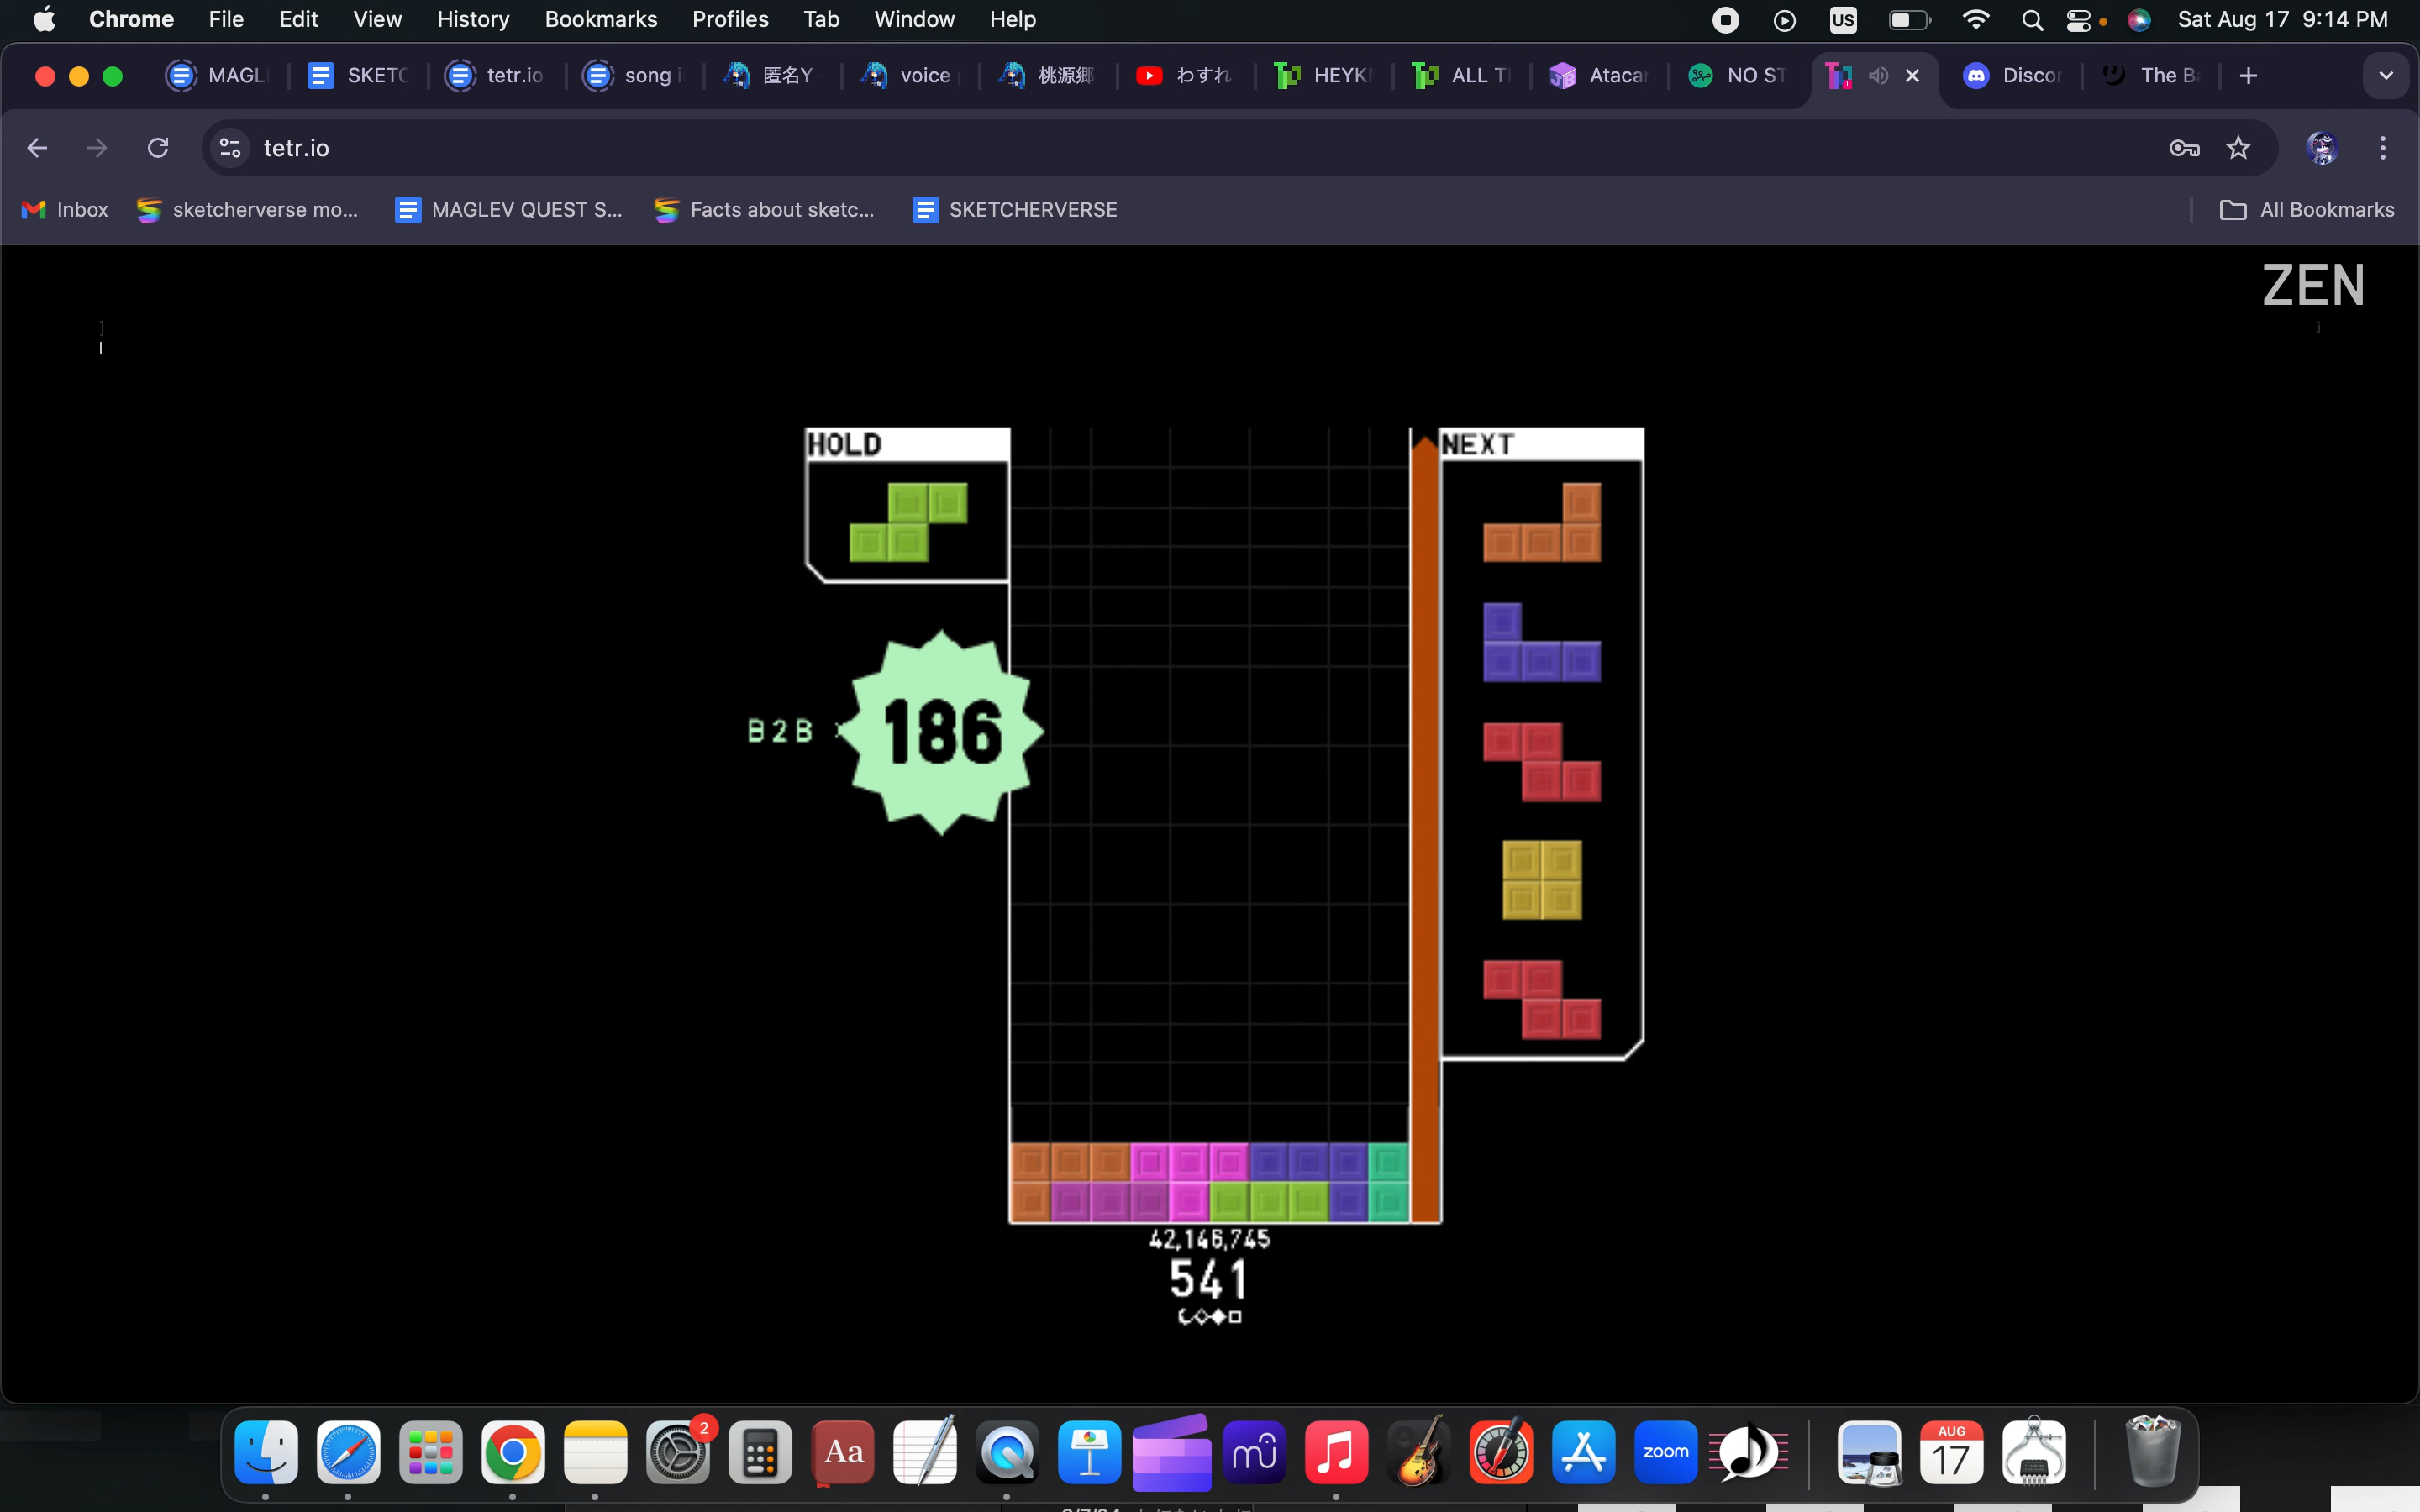 Chrome File Edit View History Bookmarks Profiles Tab Window Help US Sat Aug 17 9:14 PM
MAGL SKETC tetr.io song i 匿名Y voice 桃源郷 わすれ HEYK ALL T Ataca NO ST Discor The B
tetr.io
Inbox sketcherverse mo... MAGLEV QUEST S... Facts about sketc... SKETCHERVERSE All Bookmarks
ZEN
HOLD NEXT
B2B ×186
42,146,745
541
2
Aa
zoom
AUG
17